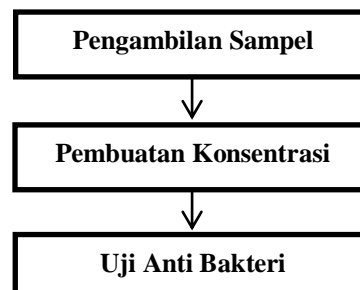 Pengambilan Sampel
Pembuatan Konsentrasi
Uji Anti Bakteri